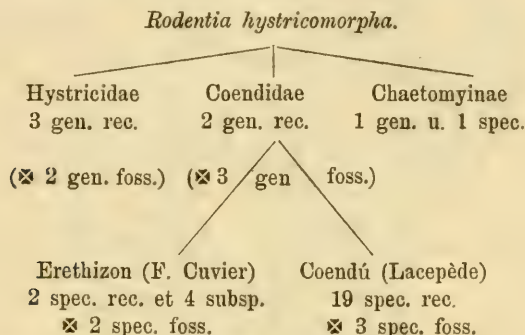 Rodentia hystricomorpha.
Hystricidae Coendidae Chaetomyinae
3 gen. rec. 2 gen. rec. 1 gen. u. 1 spec.
(⊠ 2 gen. foss.) (⊠ 3 gen foss.)
Erethizon (F. Cuvier) Coendú (Lacepède)
2 spec. rec. et 4 subsp. 19 spec. rec.
⊠ 2 spec. foss. ⊠ 3 spec. foss.